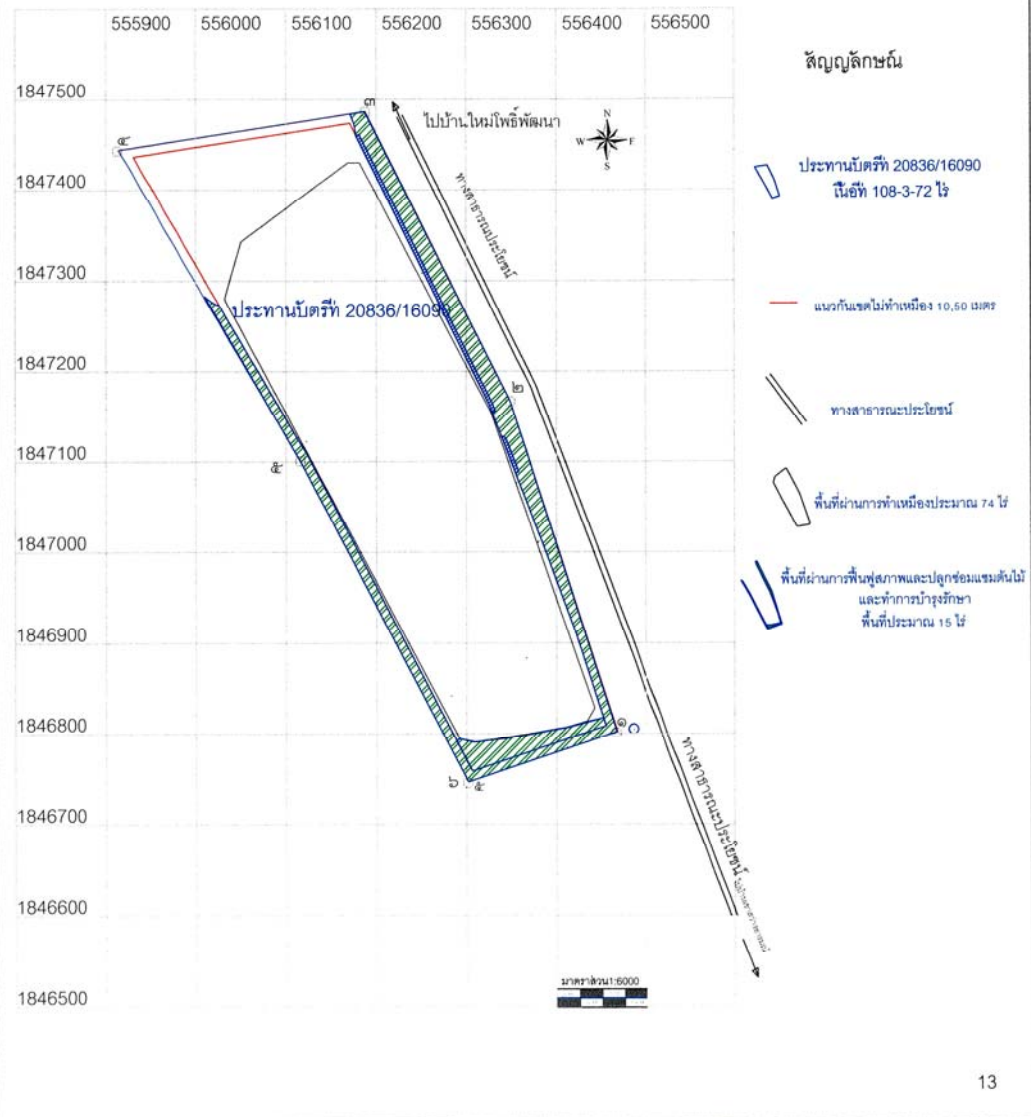 555900 556000 556100 556200 556300 556400 556500
สัญญลักษณ์
1847500
๓
ไปบ้านใหม่โพธิ์พัฒนา
N
W E
S
๔
ประทานบัตรที่ 20836/16090
เนื้อที่ 108-3-72 ไร่
1847400
ทางสาธารณประโยชน์
1847300
ประทานบัตรที่ 20836/16090
แนวกันเขตไม่ทำเหมือง 10,50 เมตร
1847200
๒
ทางสาธารณะประโยชน์
1847100
๕
พื้นที่ผ่านการทำเหมืองประมาณ 74 ไร่
1847000
พื้นที่ผ่านการฟื้นฟูสภาพและปลูกซ่อมแซมต้นไม้
และทำการบำรุงรักษา
พื้นที่ประมาณ 15 ไร่
1846900
1846800
๑
ทางสาธารณะประโยชน์
๖
1846700
1846600
มาตราส่วน1:6000
1846500
13